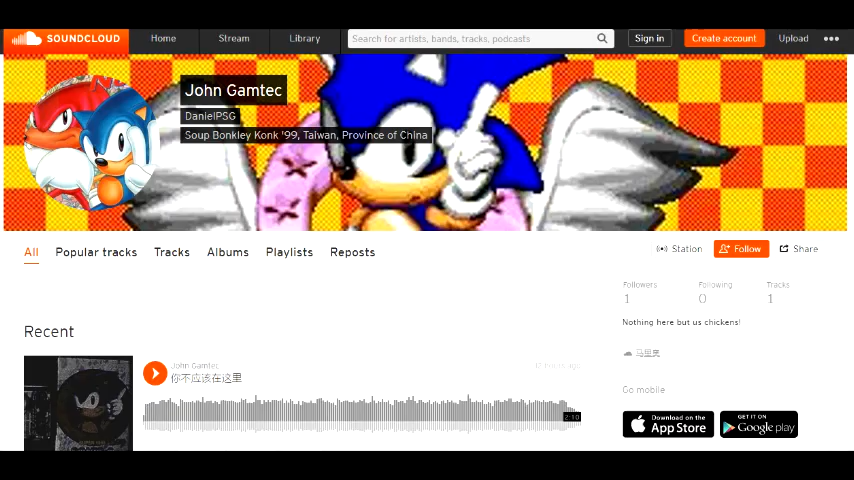 SOUNDCLOUD
Home
Stream
Library
Search for artists, bands, tracks, podcasts
Sign in
Create account
Upload
John Gamtec
DanielPSG
Soup Bonkley Konk '99, Taiwan, Province of China
All
Popular tracks
Tracks
Albums
Playlists
Reposts
Station
Follow
Share
Followers
Following
Tracks
1
0
1
Nothing here but us chickens!
马里奥
Recent
John Gamtec
12 hours ago
你不应该在这里
2:10
Go mobile
Download on the
App Store
GET IT ON
Google play